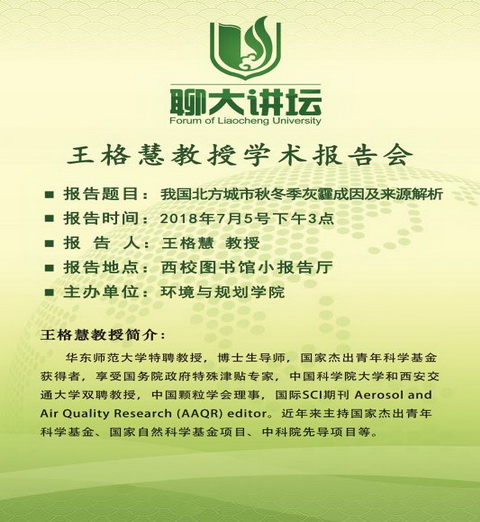 聊大讲坛
Forum of Liaocheng University
王格慧教授学术报告会
■ 报告题目：我国北方城市秋冬季灰霾成因及来源解析
■ 报告时间：2018年7月5号下午3点
■ 报 告 人：王格慧 教授
■ 报告地点：西校图书馆小报告厅
■ 主办单位：环境与规划学院
王格慧教授简介：
华东师范大学特聘教授，博士生导师，国家杰出青年科学基金
获得者，享受国务院政府特殊津贴专家，中国科学院大学和西安交
通大学双聘教授，中国颗粒学会理事，国际SCI期刊 Aerosol and
Air Quality Research (AAQR) editor。近年来主持国家杰出青年
科学基金、国家自然科学基金项目、中科院先导项目等。